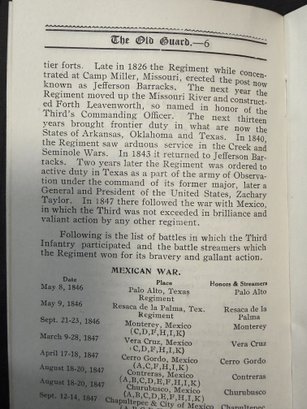 The Old Guard.—6
tier forts. Late in 1826 the Regiment while concen-
trated at Camp Miller, Missouri, erected the post now
known as Jefferson Barracks. The next year the
Regiment moved up the Missouri River and construct-
ed Forth Leavenworth, so named in honor of the
Third's Commanding Officer. The next thirteen
years brought frontier duty in what are now the
States of Arkansas, Oklahoma and Texas. In 1840,
the Regiment saw arduous service in the Creek and
Seminole Wars. In 1843 it returned to Jefferson Bar-
racks. Two years later the Regiment was ordered to
active duty in Texas as a part of the army of Observa-
tion under the command of its former major, later a
General and President of the United States, Zachary
Taylor. In 1847 there followed the war with Mexico,
in which the Third was not exceeded in brilliance and
valiant action by any other regiment.
Following is the list of battles in which the Third
Infantry participated and the battle streamers which
the Regiment won for its bravery and gallant action.
MEXICAN WAR.
Date Place Honors & Streamers
May 8, 1846 Palo Alto, Texas Palo Alto
Regiment
May 9, 1846 Resaca de la Palma, Tex. Resaca de la
Regiment Palma
Sept. 21-23, 1846 Monterey, Mexico Monterey
(C,D,F,H,I,K)
March 9-28, 1847 Vera Cruz, Mexico Vera Cruz
April 17-18, 1847 Cerro Gordo, Mexico Cerro Gordo
August 18-20, 1847 Contreras, Mexico Contreras
August 18-20, 1847 Churubusco, Mexico Churubusco
Sept. 12-14, 1847 Chapultepec & City of Mexico Chapultepec